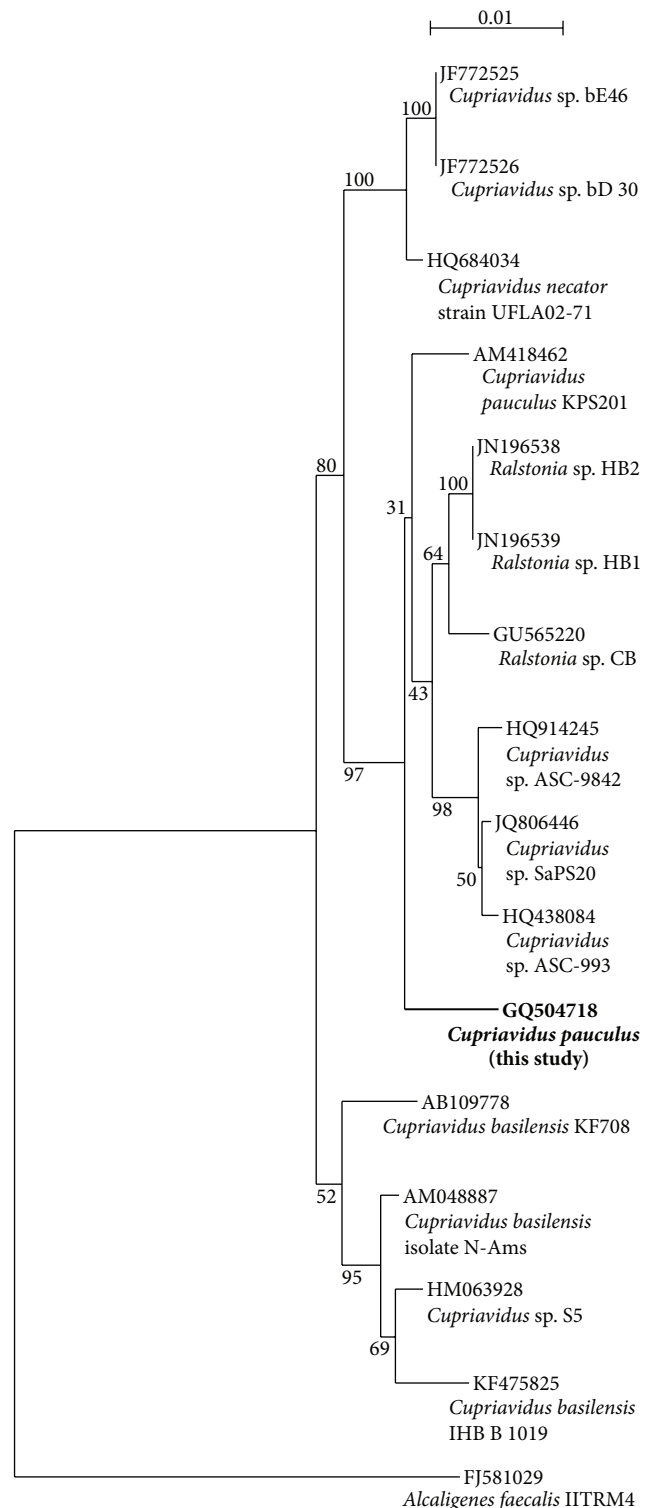 0.01
JF772525
100
Cupriavidus sp. bE46
JF772526
100
Cupriavidus sp. bD 30
HQ684034
Cupriavidus necator
strain UFLA02-71
AM418462
Cupriavidus
pauculus KPS201
JN196538
80
Ralstonia sp. HB2
100
31
JN196539
64
Ralstonia sp. HB1
GU565220
Ralstonia sp. CB
43
HQ914245
Cupriavidus
97
sp. ASC-9842
98
JQ806446
Cupriavidus
50
sp. SaPS20
HQ438084
Cupriavidus
sp. ASC-993
GQ504718
Cupriavidus pauculus
(this study)
AB109778
Cupriavidus basilensis KF708
52
AM048887
Cupriavidus basilensis
isolate N-Ams
95
HM063928
Cupriavidus sp. S5
69
KF475825
Cupriavidus basilensis
IHB B 1019
FJ581029
Alcaligenes faecalis IITRM4